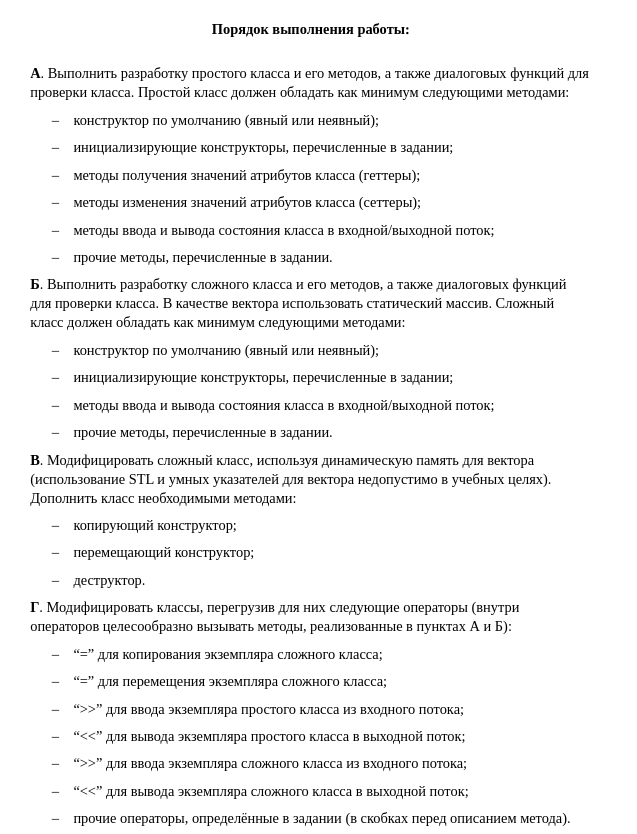 Порядок выполнения работы:
А. Выполнить разработку простого класса и его методов, а также диалоговых функций для
проверки класса. Простой класс должен обладать как минимум следующими методами:
– конструктор по умолчанию (явный или неявный);
– инициализирующие конструкторы, перечисленные в задании;
– методы получения значений атрибутов класса (геттеры);
– методы изменения значений атрибутов класса (сеттеры);
– методы ввода и вывода состояния класса в входной/выходной поток;
– прочие методы, перечисленные в задании.
Б. Выполнить разработку сложного класса и его методов, а также диалоговых функций
для проверки класса. В качестве вектора использовать статический массив. Сложный
класс должен обладать как минимум следующими методами:
– конструктор по умолчанию (явный или неявный);
– инициализирующие конструкторы, перечисленные в задании;
– методы ввода и вывода состояния класса в входной/выходной поток;
– прочие методы, перечисленные в задании.
В. Модифицировать сложный класс, используя динамическую память для вектора
(использование STL и умных указателей для вектора недопустимо в учебных целях).
Дополнить класс необходимыми методами:
– копирующий конструктор;
– перемещающий конструктор;
– деструктор.
Г. Модифицировать классы, перегрузив для них следующие операторы (внутри
операторов целесообразно вызывать методы, реализованные в пунктах А и Б):
– “=” для копирования экземпляра сложного класса;
– “=” для перемещения экземпляра сложного класса;
– “>>” для ввода экземпляра простого класса из входного потока;
– “<<” для вывода экземпляра простого класса в выходной поток;
– “>>” для ввода экземпляра сложного класса из входного потока;
– “<<” для вывода экземпляра сложного класса в выходной поток;
– прочие операторы, определённые в задании (в скобках перед описанием метода).